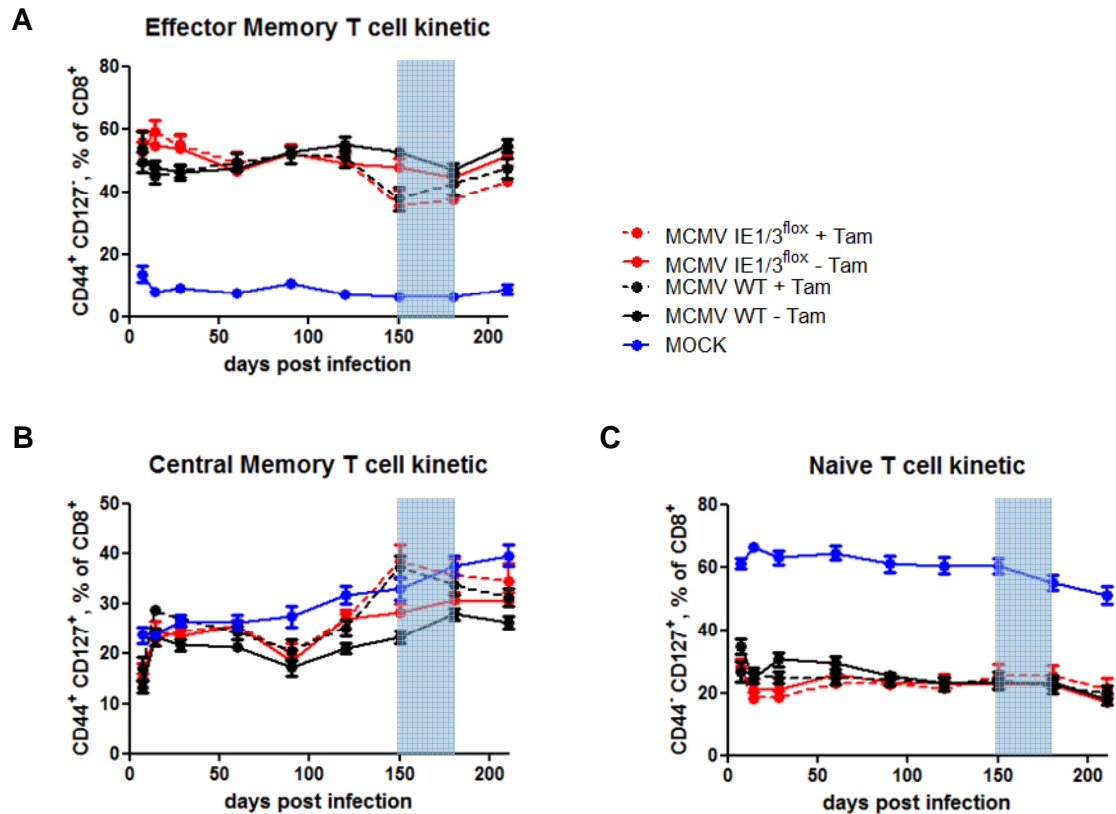 A
Effector Memory T cell kinetic
CD44⁺ CD127⁻, % of CD8⁺
80
60
40
20
0
0 50 100 150 200
days post infection
MCMV IE1/3ᶠˡᵒˣ + Tam
MCMV IE1/3ᶠˡᵒˣ - Tam
MCMV WT + Tam
MCMV WT - Tam
MOCK
B
Central Memory T cell kinetic
CD44⁺ CD127⁺, % of CD8⁺
50
40
30
20
10
0
0 50 100 150 200
days post infection
C
Naive T cell kinetic
CD44⁻ CD127⁺, % of CD8⁺
80
60
40
20
0
0 50 100 150 200
days post infection